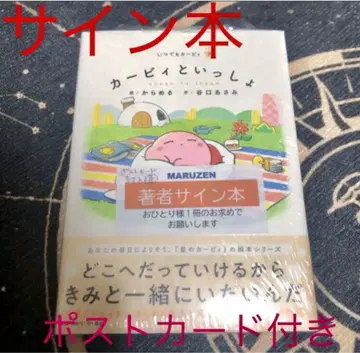 サイン本
いつでもカービィ
カービィといっしょ
からめる
谷口あさみ
MARUZEN
著者サイン本
おひとり様1冊のお求めで
お願いします
どこへだっていけるから
きみと一緒にいたいんだ
ポストカード付き